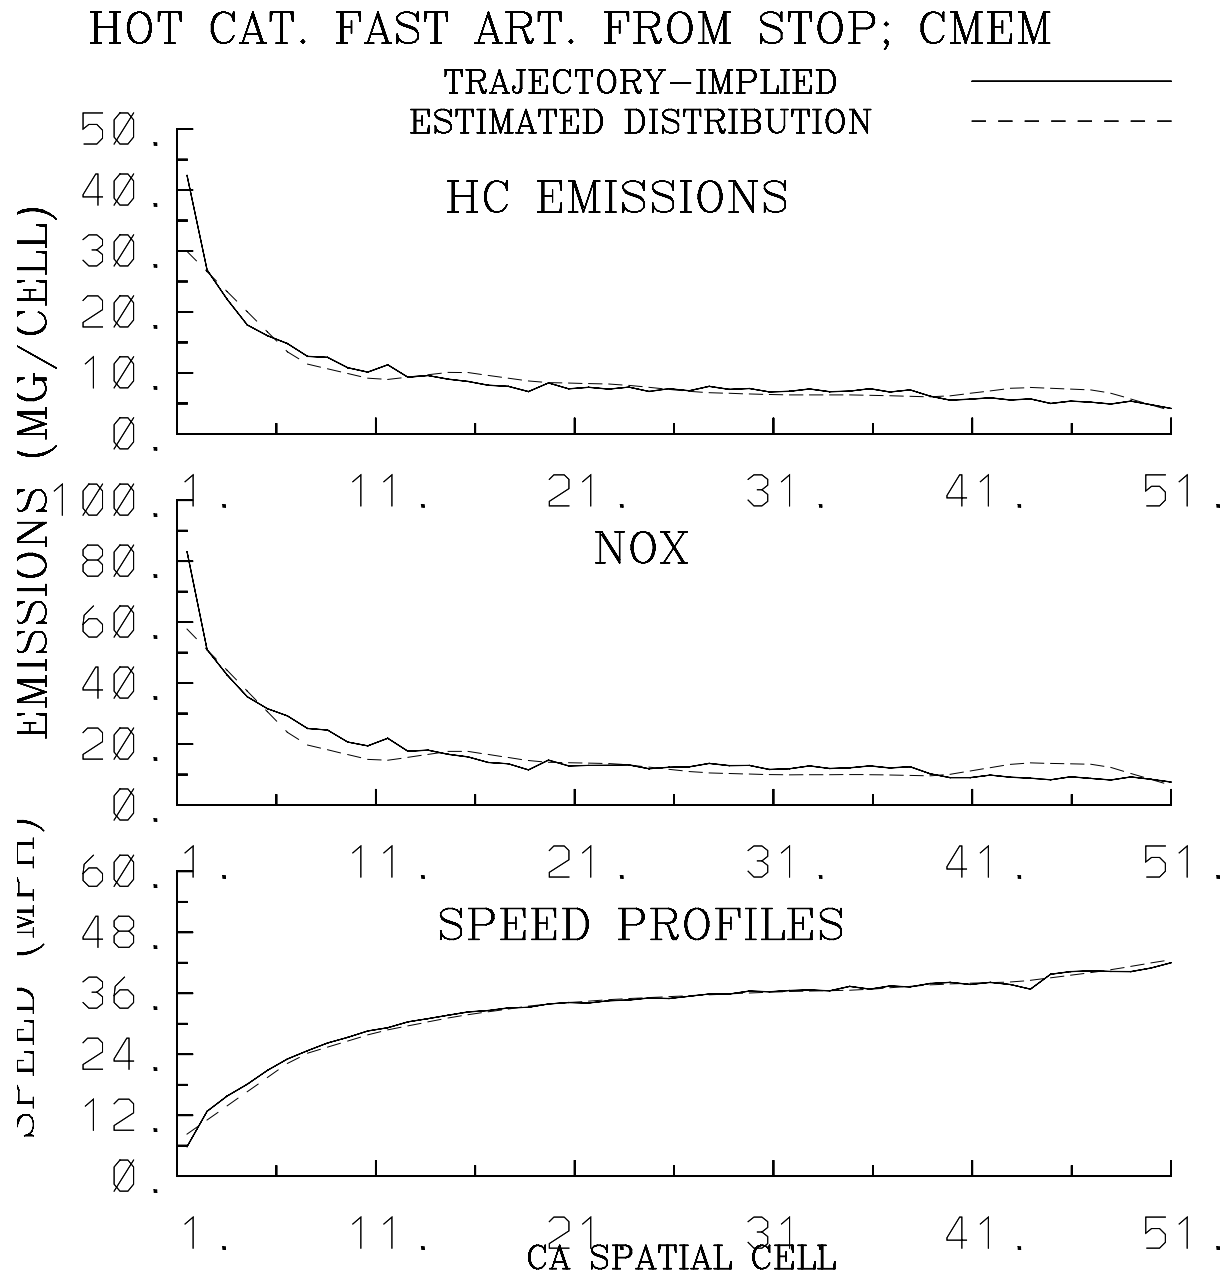 HOT CAT. FAST ART. FROM STOP; CMEM
TRAJECTORY-IMPLIED
ESTIMATED DISTRIBUTION
HC EMISSIONS
50.
40.
30.
20.
10.
0.
1. 11. 21. 31. 41. 51.
EMISSIONS (MG/CELL)
NOX
100.
80.
60.
40.
20.
0.
1. 11. 21. 31. 41. 51.
SPEED PROFILES
60.
48.
36.
24.
12.
0.
SPEED (MPH)
1. 11. 21. 31. 41. 51.
CA SPATIAL CELL